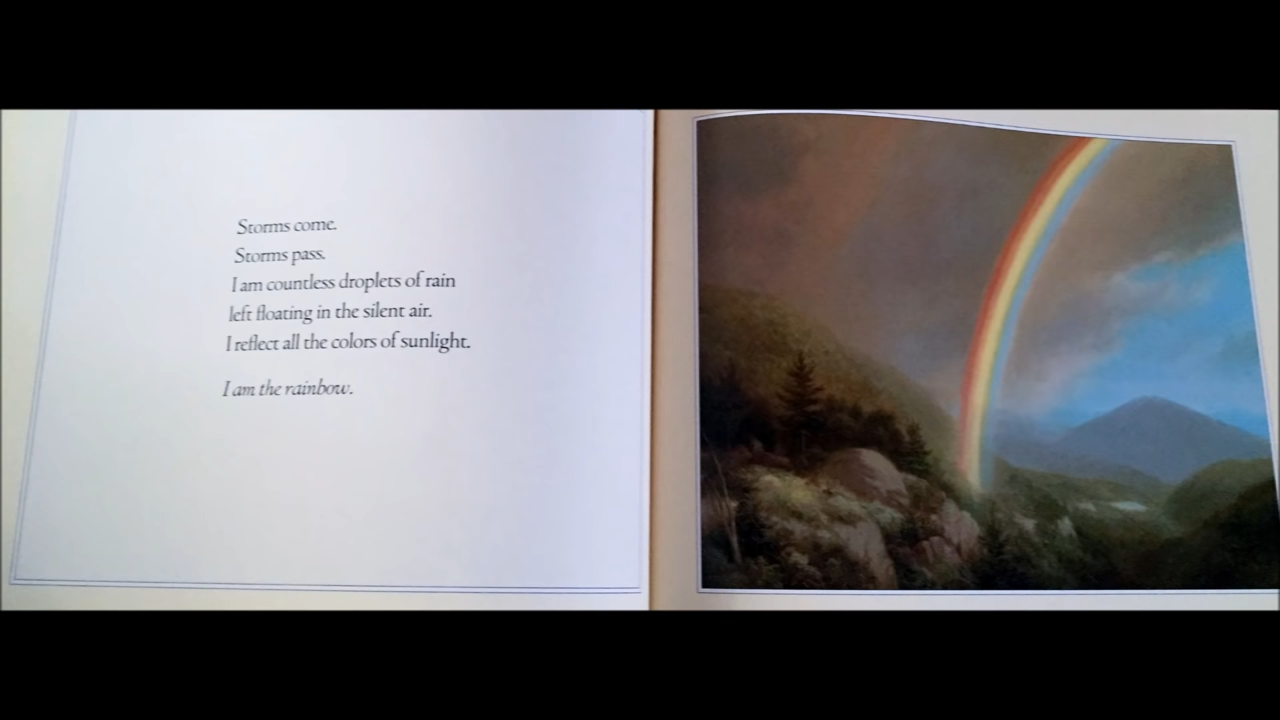 Storms come.
Storms pass.
I am countless droplets of rain
left floating in the silent air.
I reflect all the colors of sunlight.
I am the rainbow.